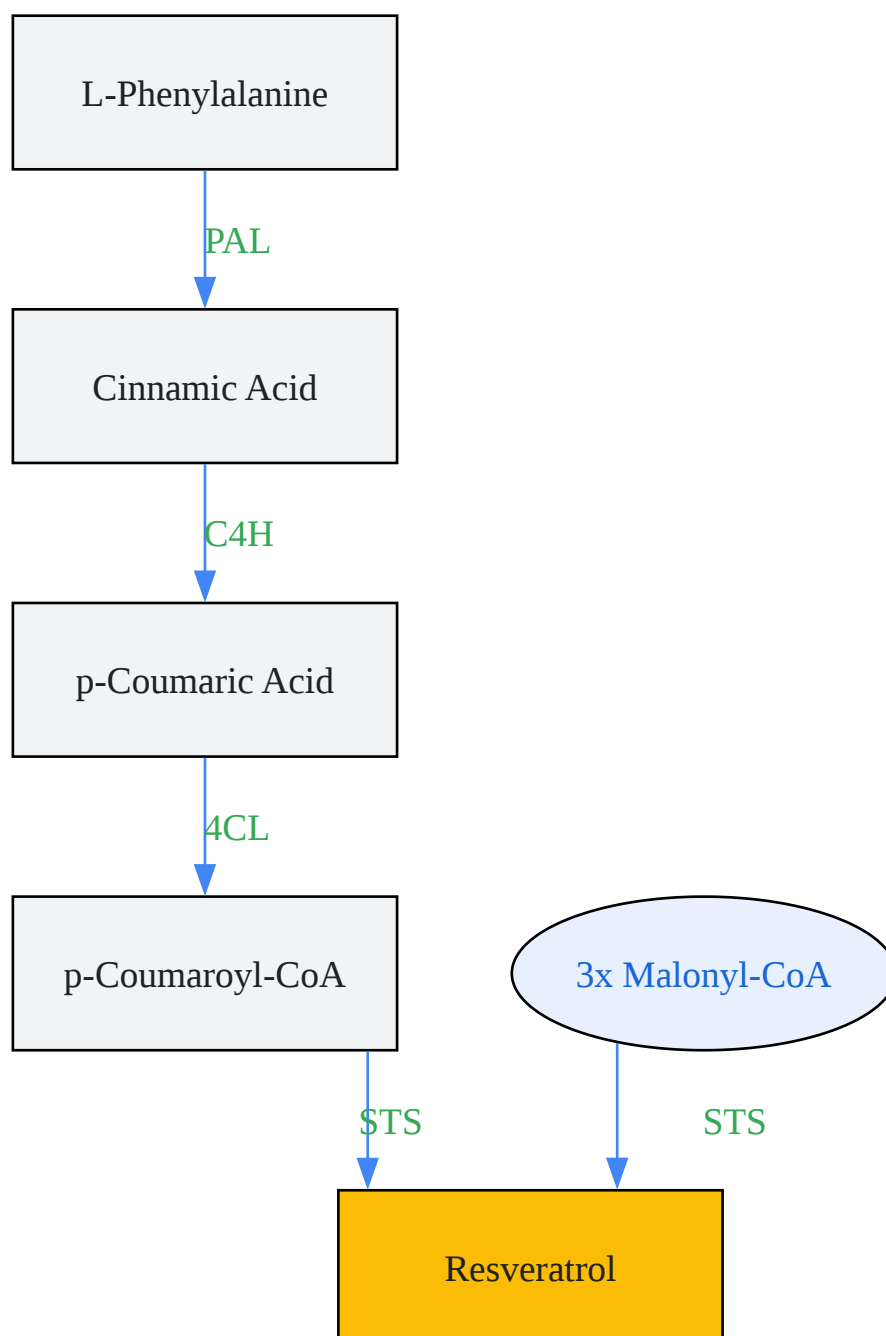 L-Phenylalanine
PAL
Cinnamic Acid
C4H
p-Coumaric Acid
4CL
p-Coumaroyl-CoA
3x Malonyl-CoA
STS
STS
Resveratrol